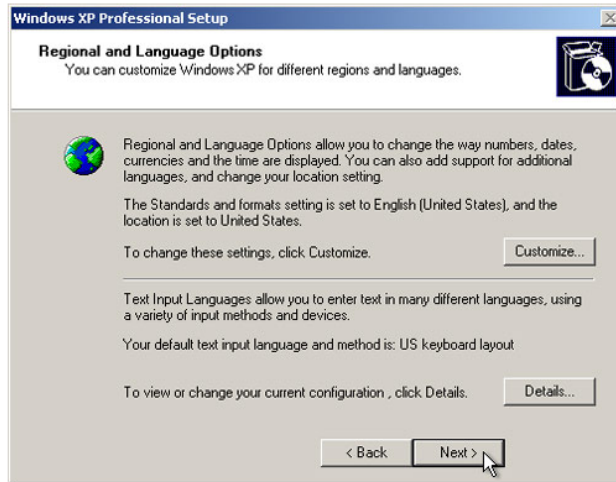 Windows XP Professional Setup
Regional and Language Options
You can customize Windows XP for different regions and languages.
Regional and Language Options allow you to change the way numbers, dates,
currencies and the time are displayed. You can also add support for additional
languages, and change your location setting.
The Standards and formats setting is set to English (United States), and the
location is set to United States.
To change these settings, click Customize.
Customize...
Text Input Languages allow you to enter text in many different languages, using
a variety of input methods and devices.
Your default text input language and method is: US keyboard layout
To view or change your current configuration , click Details.
Details...
< Back
Next >